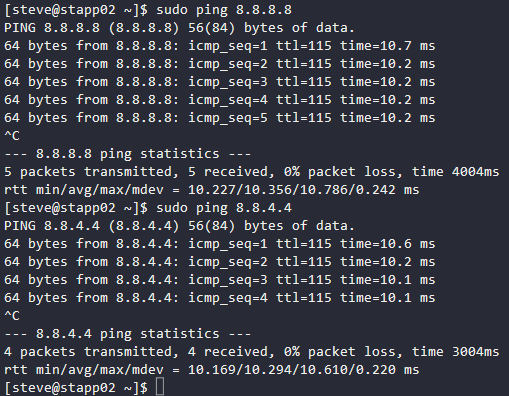 [steve@stapp02 ~]$ sudo ping 8.8.8.8
PING 8.8.8.8 (8.8.8.8) 56(84) bytes of data.
64 bytes from 8.8.8.8: icmp_seq=1 ttl=115 time=10.7 ms
64 bytes from 8.8.8.8: icmp_seq=2 ttl=115 time=10.2 ms
64 bytes from 8.8.8.8: icmp_seq=3 ttl=115 time=10.2 ms
64 bytes from 8.8.8.8: icmp_seq=4 ttl=115 time=10.2 ms
64 bytes from 8.8.8.8: icmp_seq=5 ttl=115 time=10.2 ms
^C
--- 8.8.8.8 ping statistics ---
5 packets transmitted, 5 received, 0% packet loss, time 4004ms
rtt min/avg/max/mdev = 10.227/10.356/10.786/0.242 ms
[steve@stapp02 ~]$ sudo ping 8.8.4.4
PING 8.8.4.4 (8.8.4.4) 56(84) bytes of data.
64 bytes from 8.8.4.4: icmp_seq=1 ttl=115 time=10.6 ms
64 bytes from 8.8.4.4: icmp_seq=2 ttl=115 time=10.2 ms
64 bytes from 8.8.4.4: icmp_seq=3 ttl=115 time=10.1 ms
64 bytes from 8.8.4.4: icmp_seq=4 ttl=115 time=10.1 ms
^C
--- 8.8.4.4 ping statistics ---
4 packets transmitted, 4 received, 0% packet loss, time 3004ms
rtt min/avg/max/mdev = 10.169/10.294/10.610/0.220 ms
[steve@stapp02 ~]$